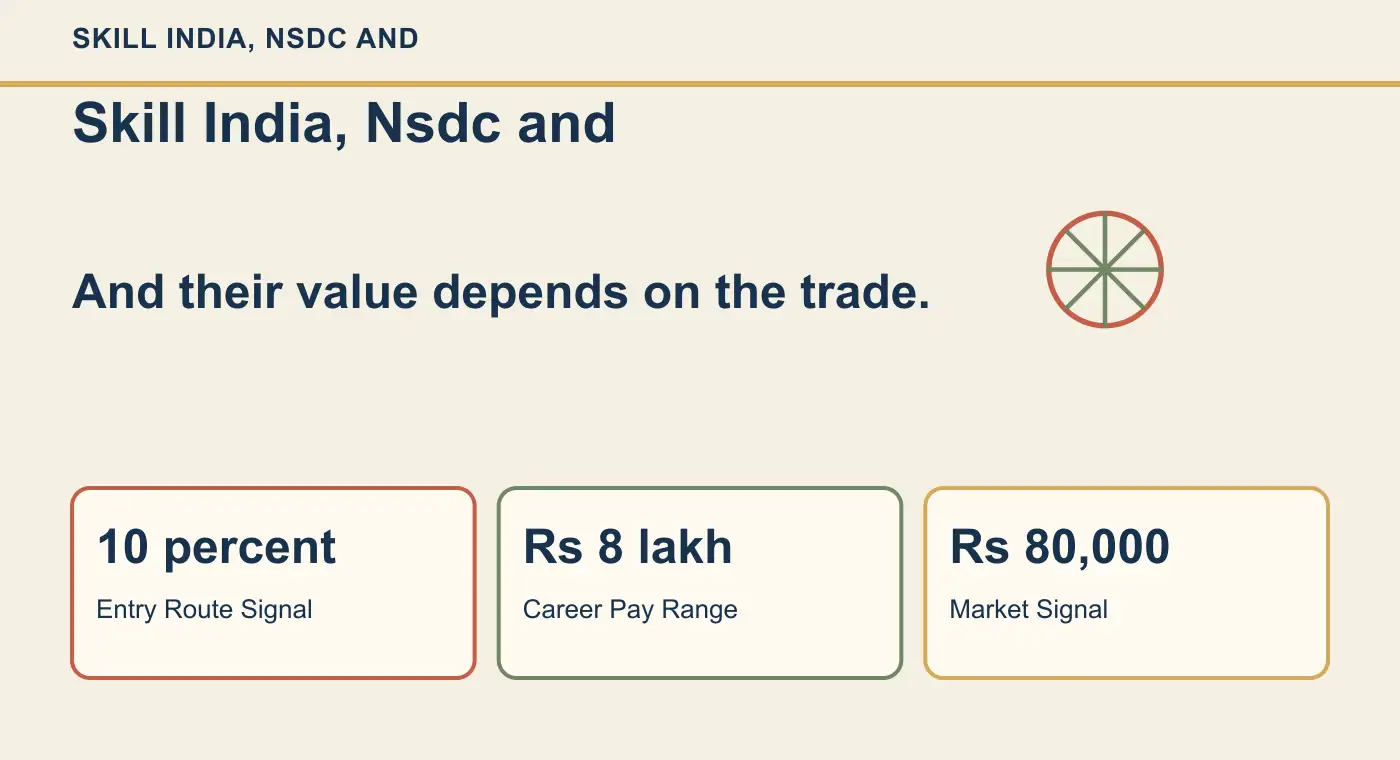 SKILL INDIA, NSDC AND
Skill India, Nsdc and
And their value depends on the trade.
10 percent
Entry Route Signal
Rs 8 lakh
Career Pay Range
Rs 80,000
Market Signal